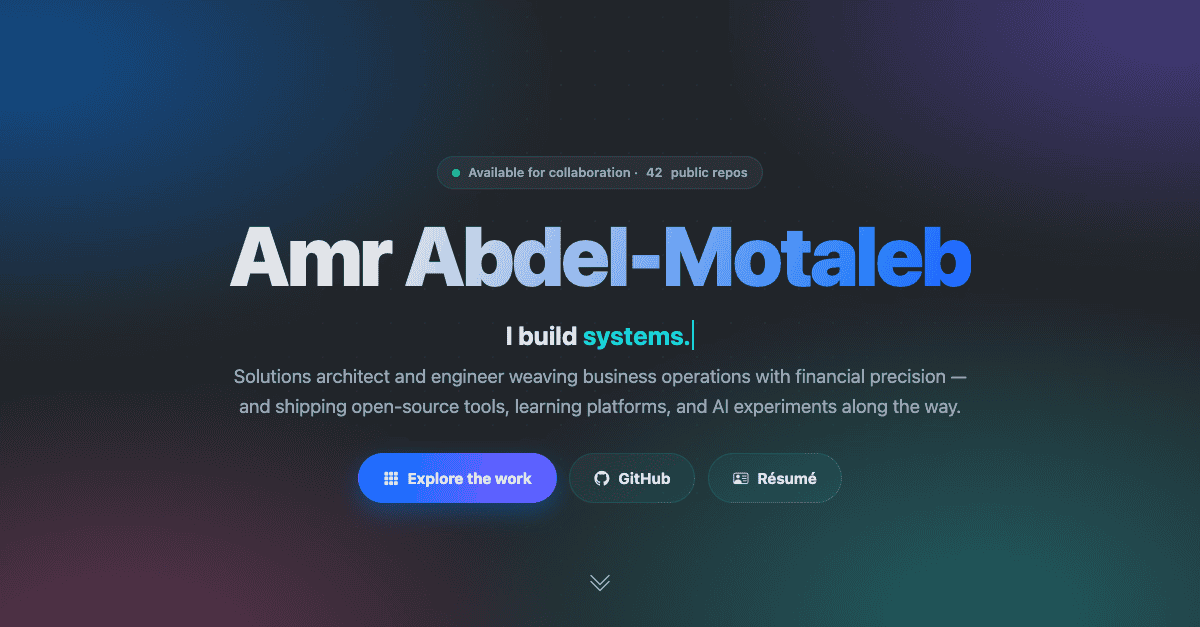 Available for collaboration · 42 public repos
Amr Abdel-Motaleb
I build systems.
Solutions architect and engineer weaving business operations with financial precision —
and shipping open-source tools, learning platforms, and AI experiments along the way.
Explore the work GitHub Résumé